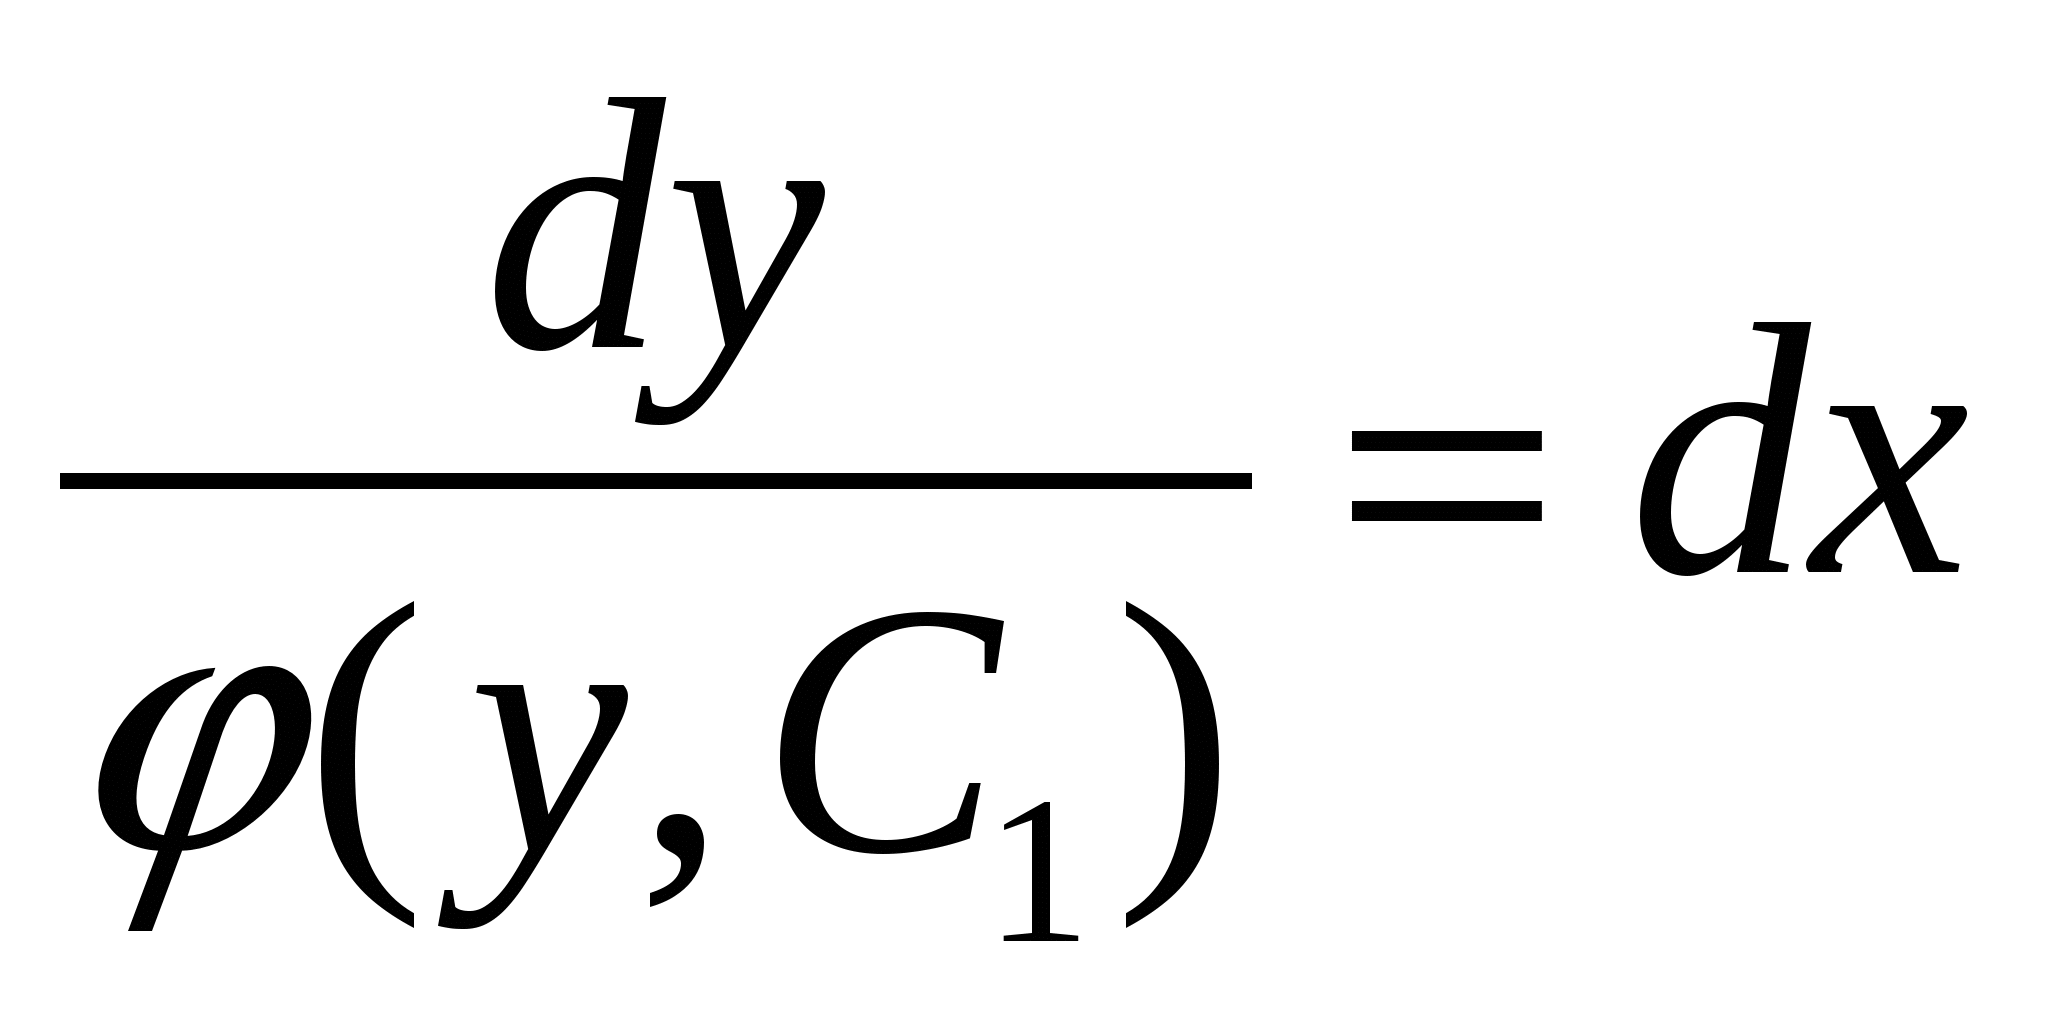 dy/φ(y, C₁) = dx